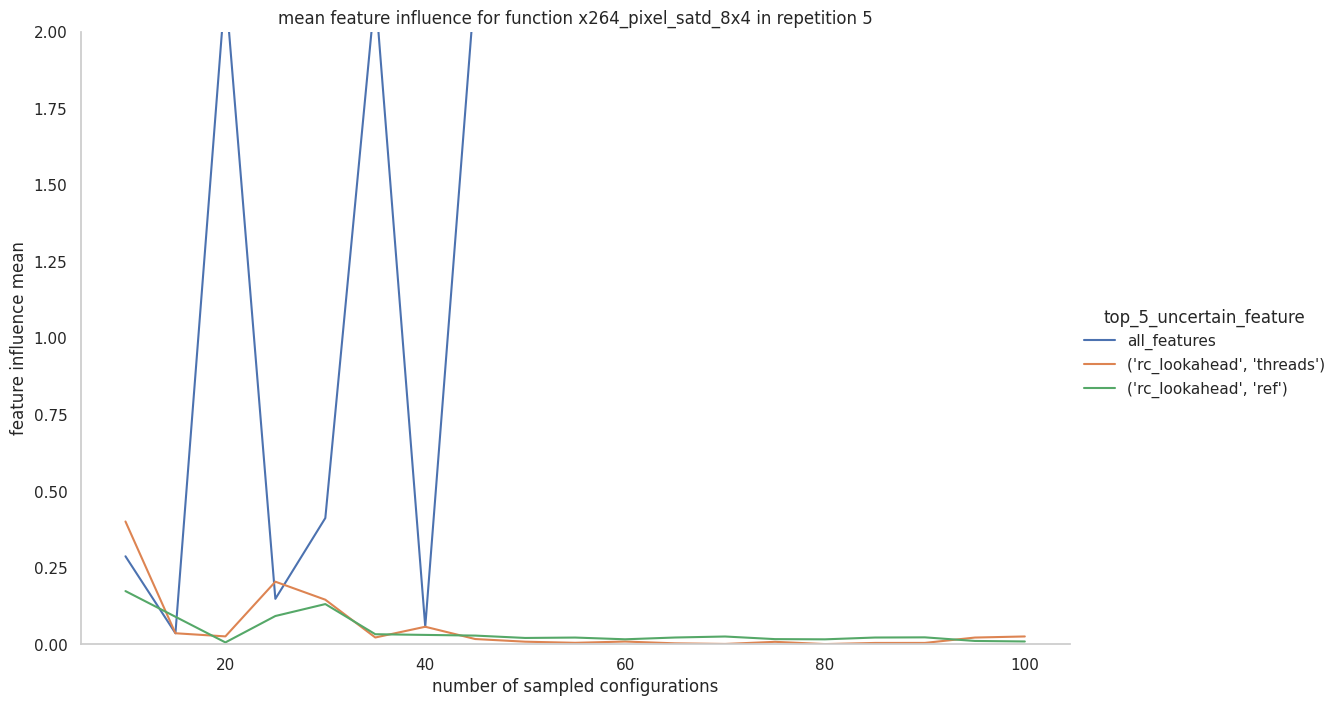 mean feature influence for function x264_pixel_satd_8x4 in repetition 5
2.00
1.75
1.50
1.25
1.00
0.75
0.50
0.25
0.00
feature influence mean
20
40
60
80
100
number of sampled configurations
top_5_uncertain_feature
all_features
('rc_lookahead', 'threads')
('rc_lookahead', 'ref')